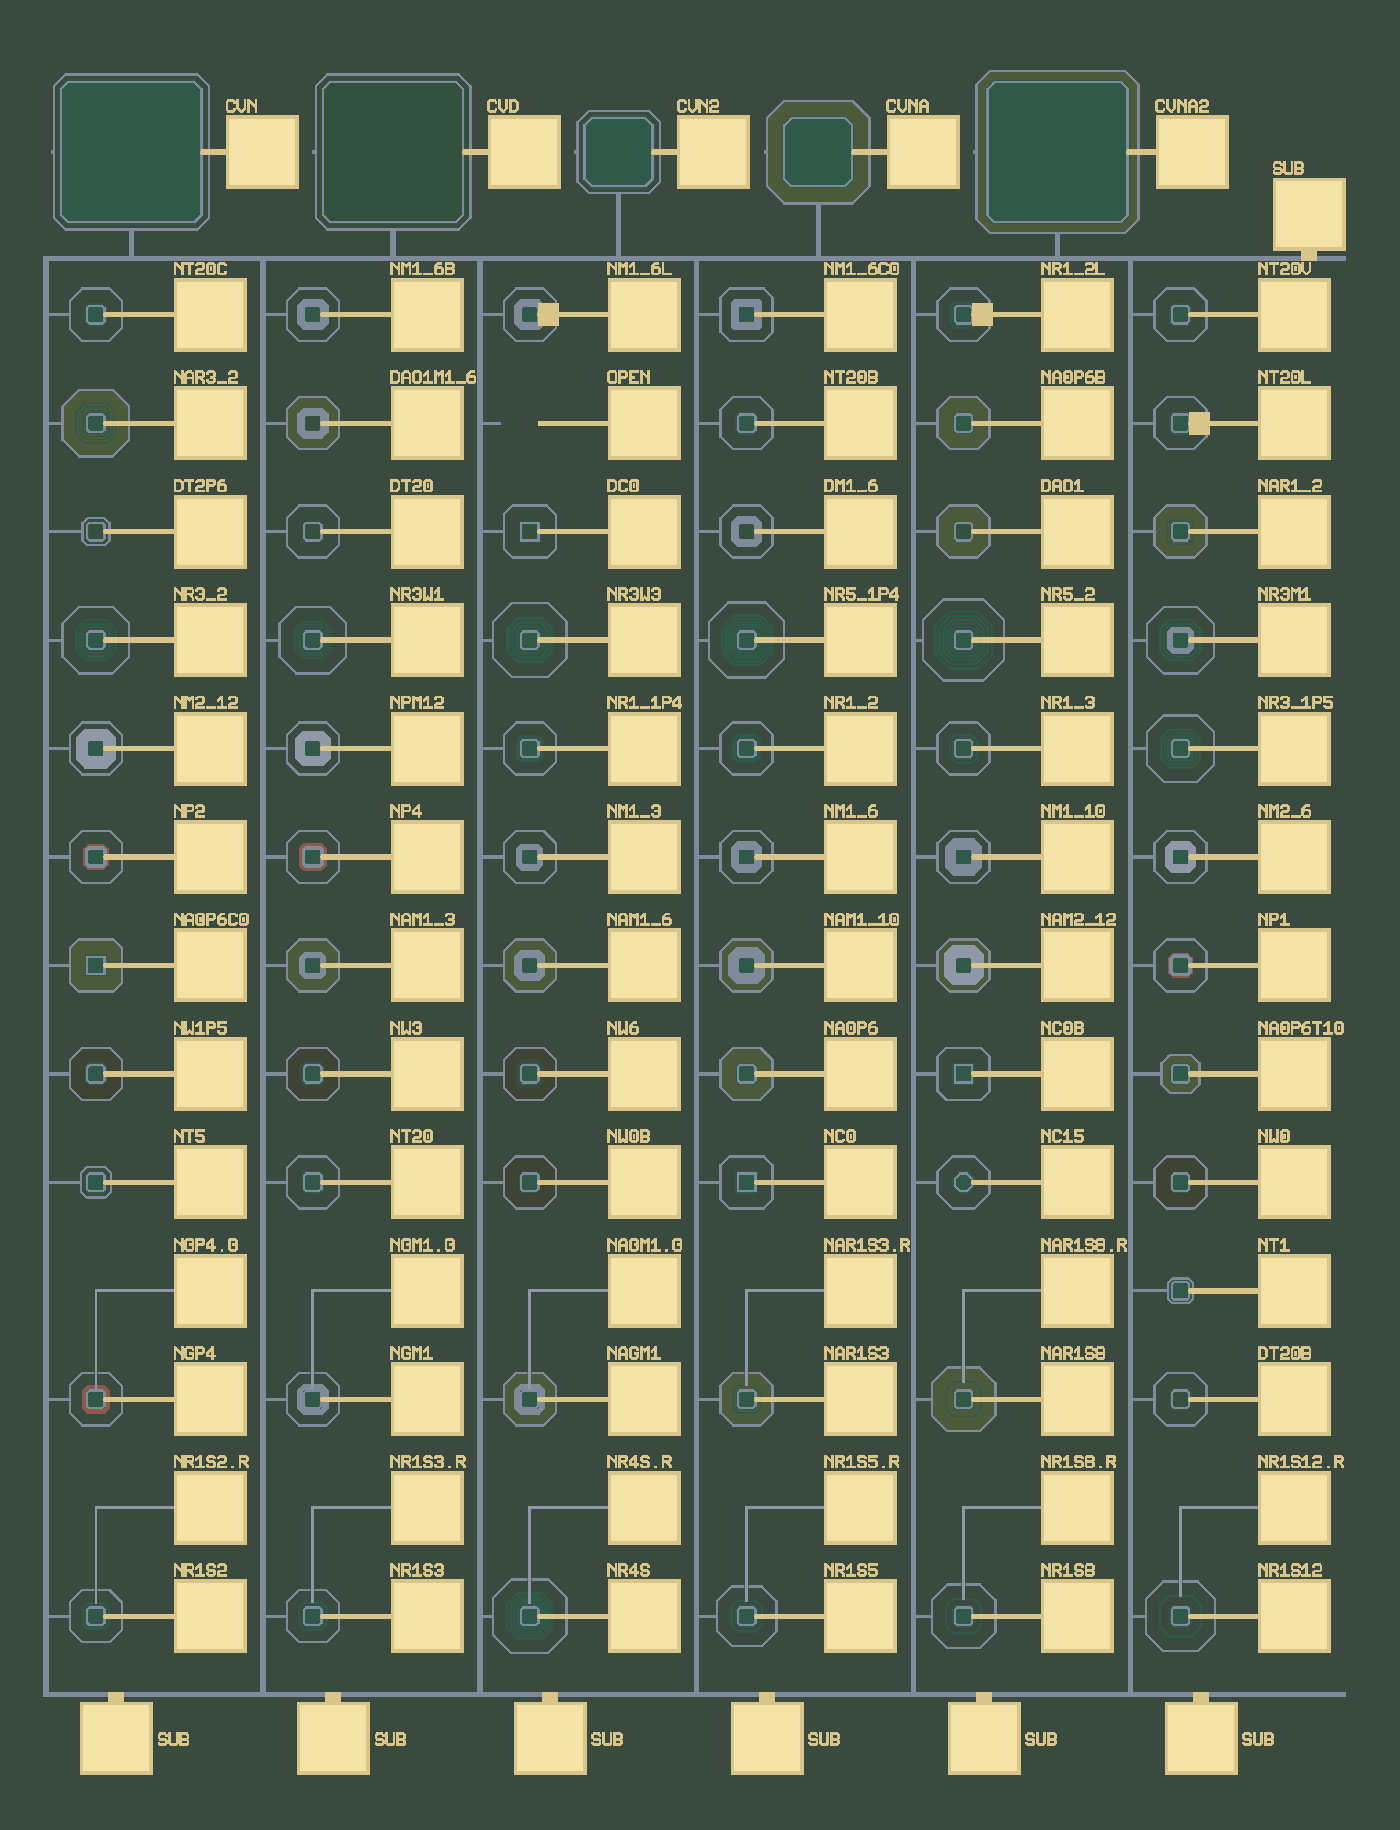 CVN CVD CVN2 CVNA CVNA2
SUB
NT20C NM1_6B NM1_6L NM1_6C0 NR1_2L NT20V
NAR3_2 DAO1M1_6 OPEN NT20B NA0P6B NT20L
DT2P6 DT20 DC0 DM1_6 DAO1 NAR1_2
NR3_2 NR3W1 NR3W3 NR5_1P4 NR5_2 NR3M1
NM2_12 NPM12 NR1_1P4 NR1_2 NR1_3 NR3_1P5
NP2 NP4 NM1_3 NM1_6 NM1_10 NM2_6
NA0P6C0 NAM1_3 NAM1_6 NAM1_10 NAM2_12 NP1
NW1P5 NW3 NW6 NA0P6 NC0B NA0P6T10
NT5 NT20 NW0B NC0 NC15 NW0
NGP4.G NGM1.G NAGM1.G NAR1S3.R NAR1S8.R NT1
NGP4 NGM1 NAGM1 NAR1S3 NAR1S8 DT20B
NR1S2.R NR1S3.R NR4S.R NR1S5.R NR1S8.R NR1S12.R
NR1S2 NR1S3 NR4S NR1S5 NR1S8 NR1S12
SUB SUB SUB SUB SUB SUB